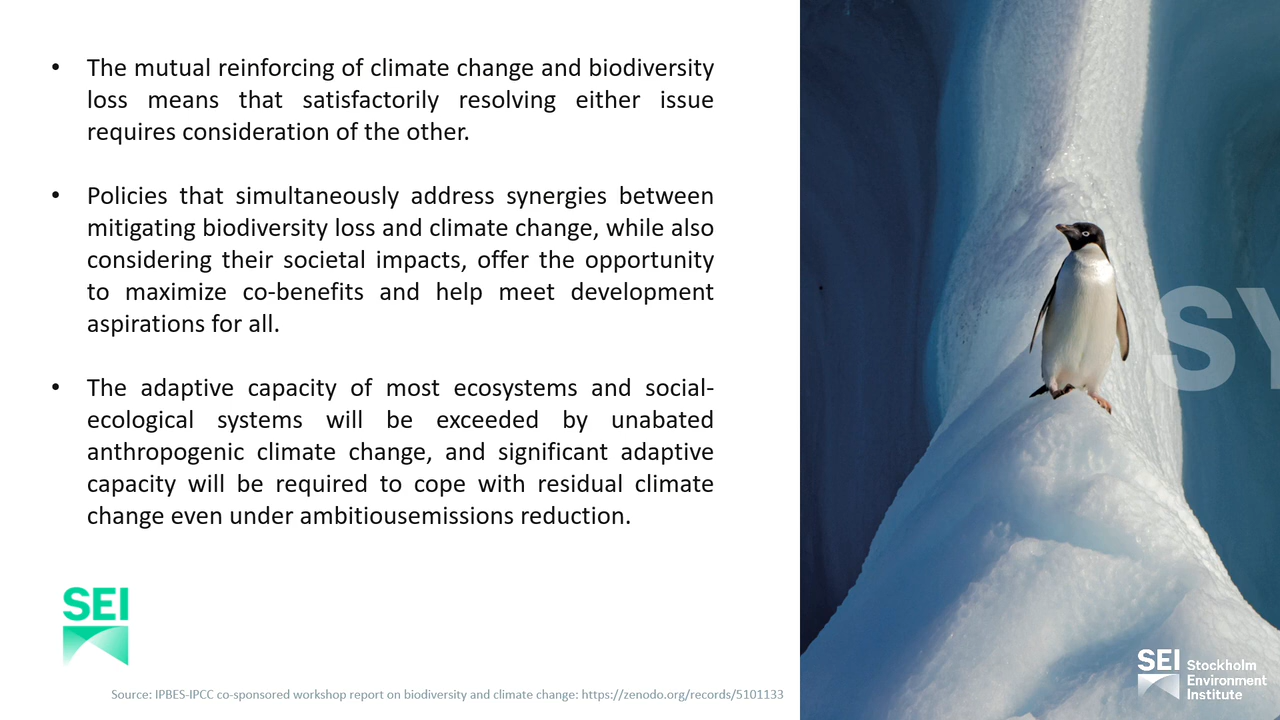 • The mutual reinforcing of climate change and biodiversity
loss means that satisfactorily resolving either issue
requires consideration of the other.
• Policies that simultaneously address synergies between
mitigating biodiversity loss and climate change, while also
considering their societal impacts, offer the opportunity
to maximize co-benefits and help meet development
aspirations for all.
• The adaptive capacity of most ecosystems and social-
ecological systems will be exceeded by unabated
anthropogenic climate change, and significant adaptive
capacity will be required to cope with residual climate
change even under ambitiousemissions reduction.
SEI
Source: IPBES-IPCC co-sponsored workshop report on biodiversity and climate change: https://zenodo.org/records/5101133
SY
SEI Stockholm
Environment
Institute